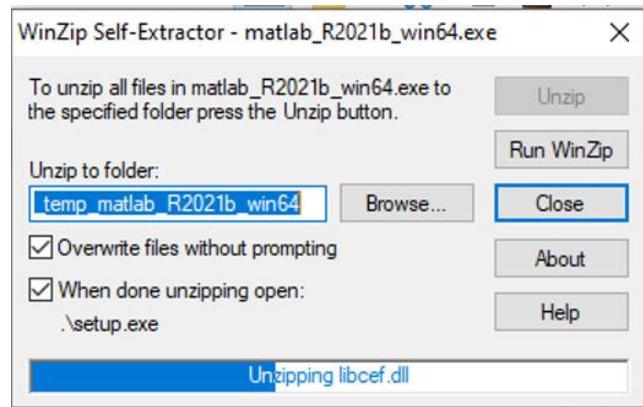 WinZip Self-Extractor - matlab_R2021b_win64.exe
To unzip all files in matlab_R2021b_win64.exe to
the specified folder press the Unzip button.
Unzip
Run WinZip
Unzip to folder:
_temp_matlab_R2021b_win64
Browse...
Close
Overwrite files without prompting
About
When done unzipping open:
.\setup.exe
Help
Unzipping libcef.dll